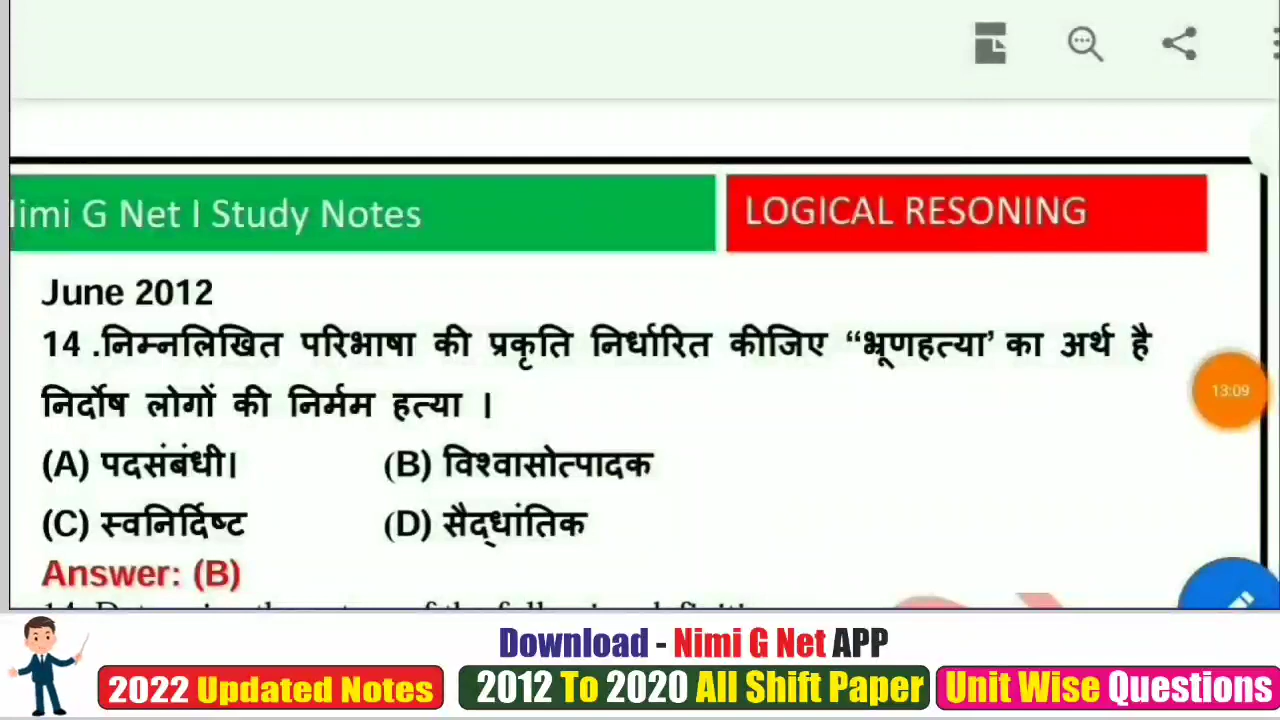 Nimi G Net I Study Notes
LOGICAL RESONING
June 2012
14 .निम्नलिखित परिभाषा की प्रकृति निर्धारित कीजिए “भ्रूणहत्या’ का अर्थ है
निर्दोष लोगों की निर्मम हत्या ।
(A) पदसंबंधी। (B) विश्वासोत्पादक
(C) स्वनिर्दिष्ट (D) सैद्धांतिक
Answer: (B)
13:09
Download - Nimi G Net APP
2022 Updated Notes 2012 To 2020 All Shift Paper Unit Wise Questions